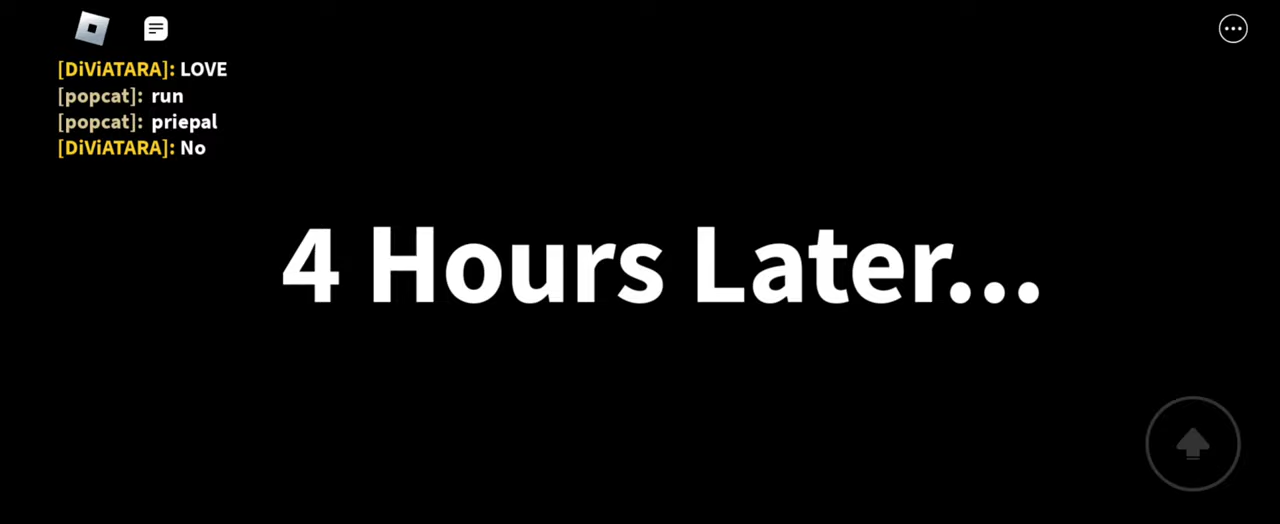 [DiViATARA]: LOVE
[popcat]: run
[popcat]: priepal
[DiViATARA]: No
4 Hours Later...